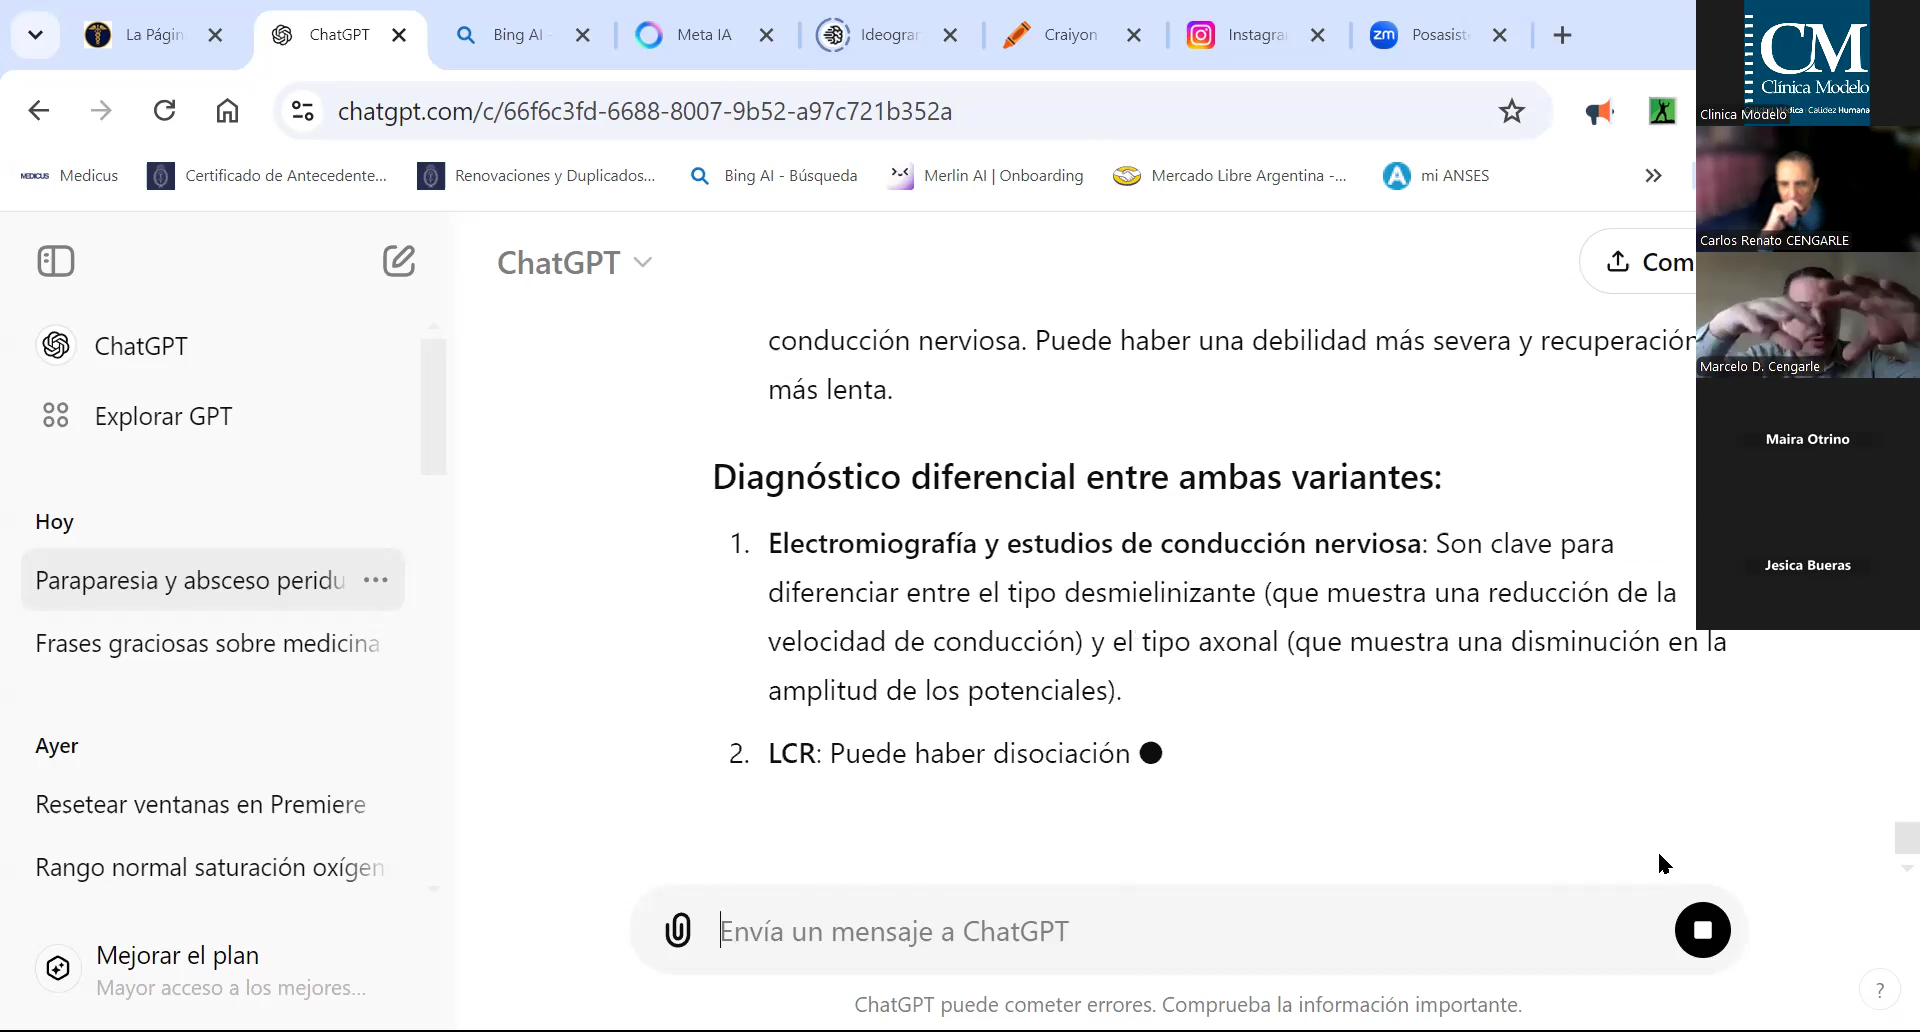 La Págin
ChatGPT
Bing AI -
Meta IA
Ideogra
Craiyon
Instagra
zm
Posasist
CM
Clínica Modelo
Calidez Humana
Clinica Modelo
chatgpt.com/c/66f6c3fd-6688-8007-9b52-a97c721b352a
MEDICUS
Medicus
Certificado de Antecedente...
Renovaciones y Duplicados...
Bing AI - Búsqueda
Merlin AI | Onboarding
Mercado Libre Argentina -...
mi ANSES
Carlos Renato CENGARLE
Marcelo D. Cengarle
Maira Otrino
Jesica Bueras
ChatGPT
Explorar GPT
Hoy
Paraparesia y absceso peridu
Frases graciosas sobre medicina
Ayer
Resetear ventanas en Premiere
Rango normal saturación oxígen
Mejorar el plan
Mayor acceso a los mejores...
ChatGPT
Com
conducción nerviosa. Puede haber una debilidad más severa y recuperación
más lenta.
Diagnóstico diferencial entre ambas variantes:
1. Electromiografía y estudios de conducción nerviosa: Son clave para
diferenciar entre el tipo desmielinizante (que muestra una reducción de la
velocidad de conducción) y el tipo axonal (que muestra una disminución en la
amplitud de los potenciales).
2. LCR: Puede haber disociación
Envía un mensaje a ChatGPT
ChatGPT puede cometer errores. Comprueba la información importante.
?